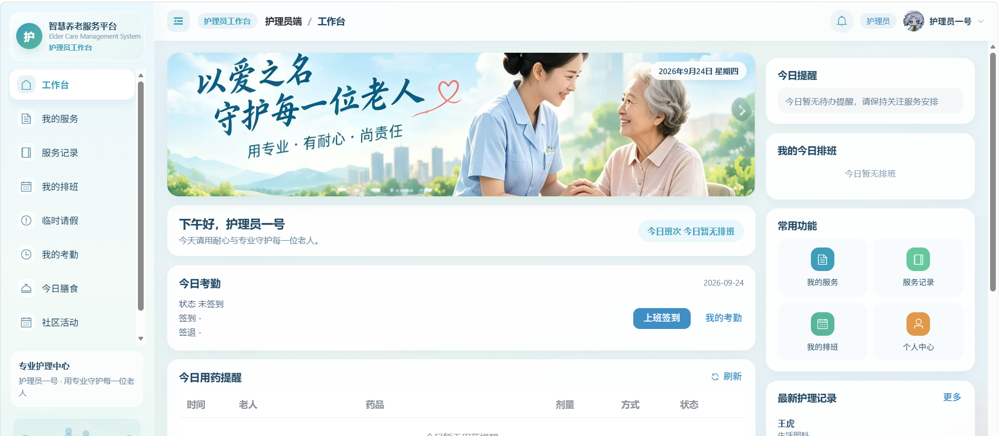 护
智慧养老服务平台
Elder Care Management System
护理员工作台
工作台
我的服务
服务记录
我的排班
临时请假
我的考勤
今日膳食
社区活动
专业护理中心
护理员一号 · 用专业守护每一位老
人
护理员工作台
护理员端 / 工作台
护理员
护理员一号
以爱之名
守护每一位老人
用专业 · 有耐心 · 尚责任
2026年9月24日 星期四
下午好，护理员一号
今天请用耐心与专业守护每一位老人。
今日班次 今日暂无排班
今日考勤
2026-09-24
状态 未签到
签到 -
签退 -
上班签到
我的考勤
今日用药提醒
刷新
时间 老人 药品 剂量 方式 状态
今日暂无用药提醒
今日提醒
今日暂无待办提醒，请保持关注服务安排
我的今日排班
今日暂无排班
常用功能
我的服务
服务记录
我的排班
个人中心
最新护理记录
更多
王虎
生活照料